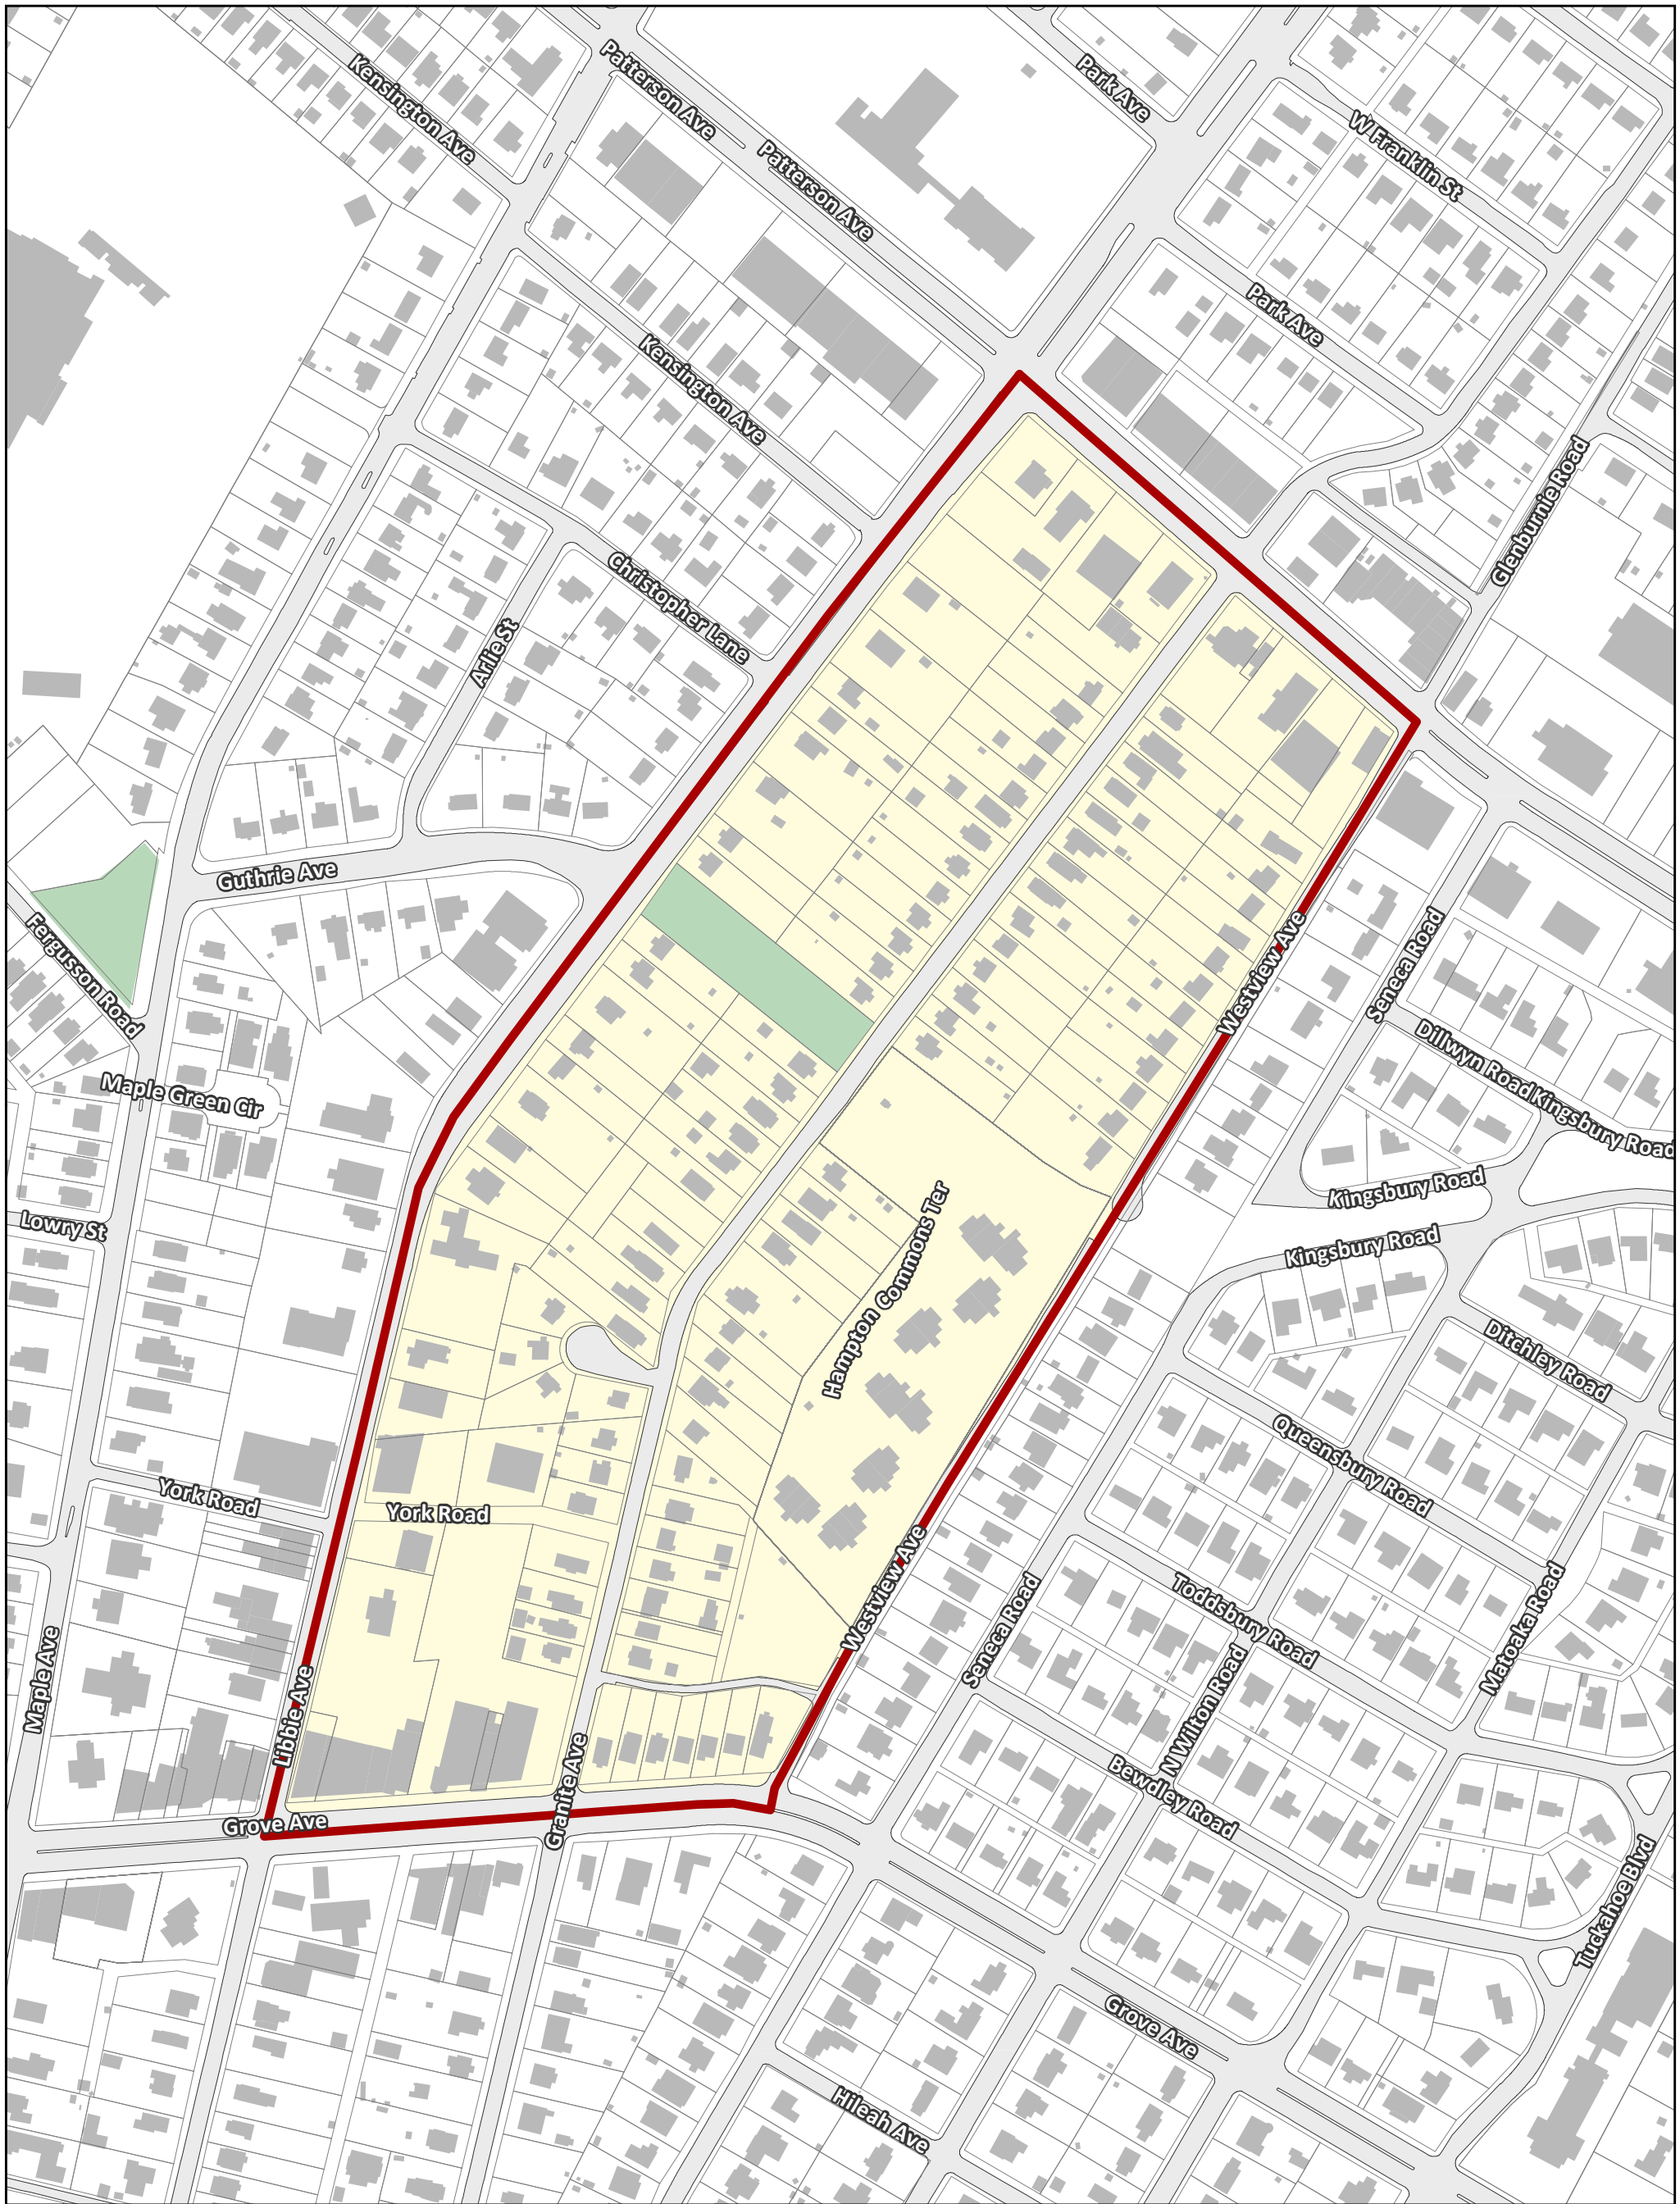 Patterson Ave
Park Ave
Kensington Ave
W Franklin St
Patterson Ave
Park Ave
Kensington Ave
Glenburnie Road
Christopher Lane
Arlie St
Guthrie Ave
Fergusson Road
Westview Ave
Seneca Road
Dillwyn Road
Kingsbury Road
Maple Green Cir
Kingsbury Road
Lowry St
Kingsbury Road
Hampton Commons Ter
Ditchley Road
Queensbury Road
York Road
York Road
Westview Ave
Toddsbury Road
Seneca Road
Matoaka Road
Maple Ave
Libbie Ave
N Wilton Road
Granite Ave
Bewdley Road
Grove Ave
Tuckahoe Blvd
Grove Ave
Hileah Ave